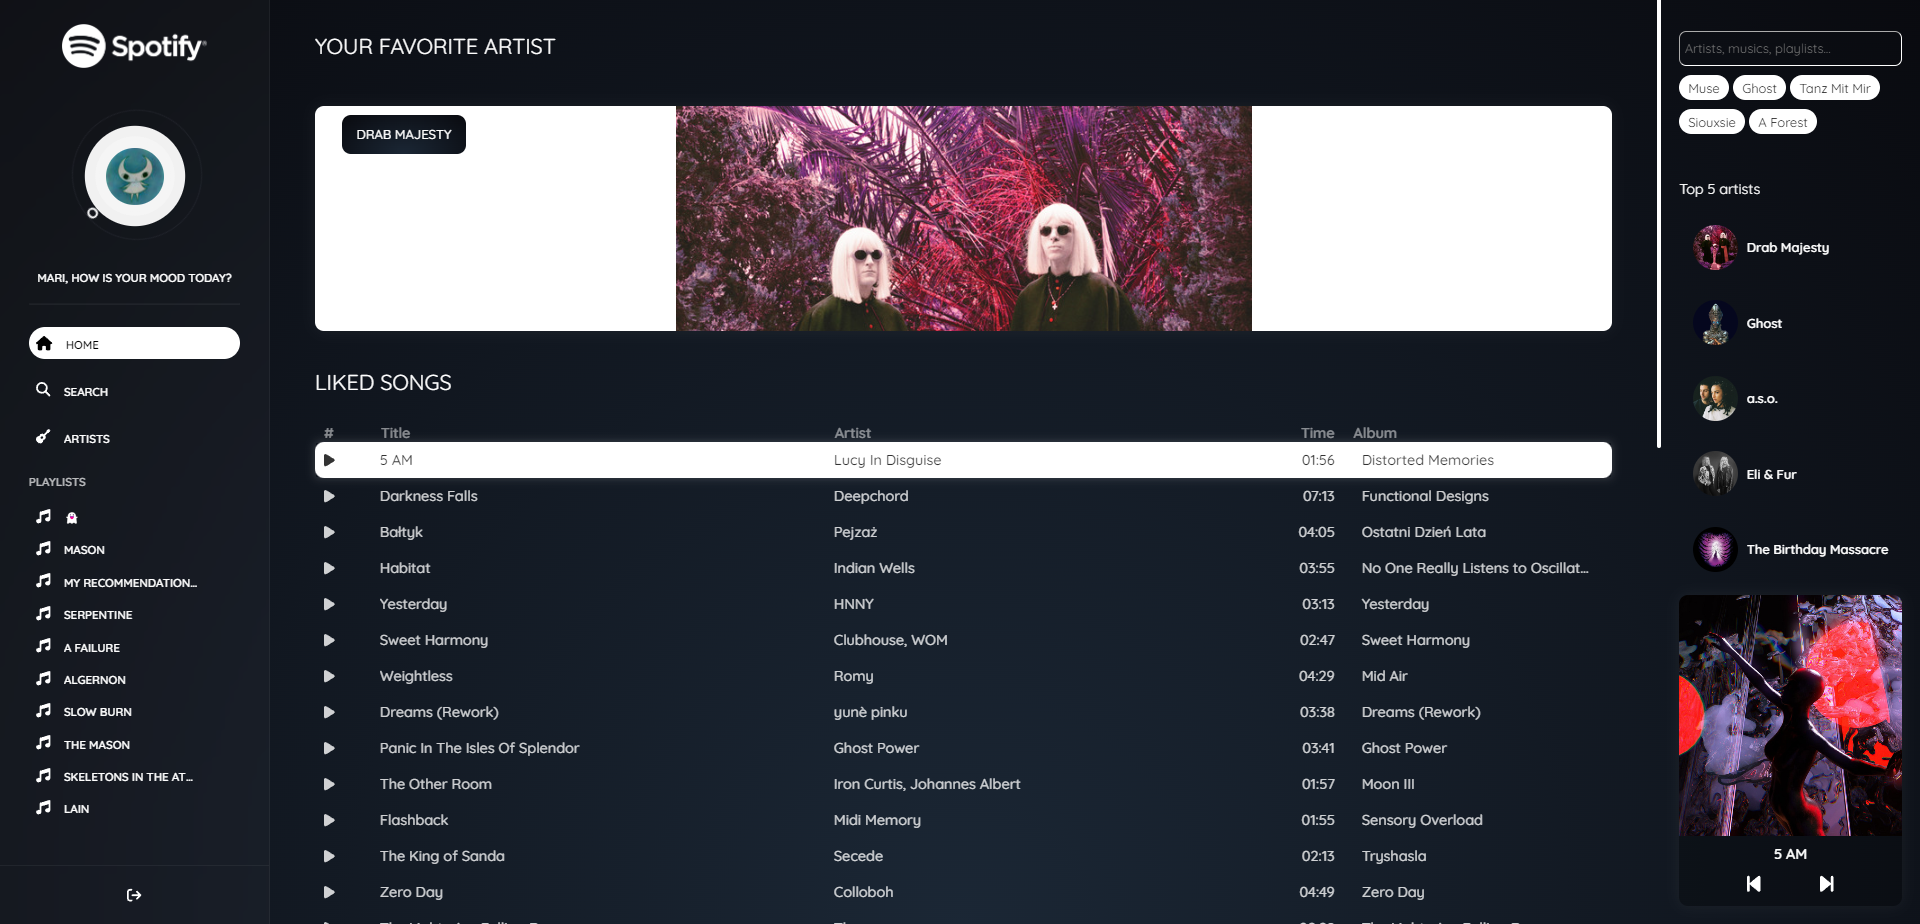 Spotify
MARI, HOW IS YOUR MOOD TODAY?
HOME
SEARCH
ARTISTS
PLAYLISTS
MASON
MY RECOMMENDATION...
SERPENTINE
A FAILURE
ALGERNON
SLOW BURN
THE MASON
SKELETONS IN THE AT...
LAIN
YOUR FAVORITE ARTIST
DRAB MAJESTY
LIKED SONGS
# Title Artist Time Album
5 AM Lucy In Disguise 01:56 Distorted Memories
Darkness Falls Deepchord 07:13 Functional Designs
Bałtyk Pejzaż 04:05 Ostatni Dzień Lata
Habitat Indian Wells 03:55 No One Really Listens to Oscillat...
Yesterday HNNY 03:13 Yesterday
Sweet Harmony Clubhouse, WOM 02:47 Sweet Harmony
Weightless Romy 04:29 Mid Air
Dreams (Rework) yunè pinku 03:38 Dreams (Rework)
Panic In The Isles Of Splendor Ghost Power 03:41 Ghost Power
The Other Room Iron Curtis, Johannes Albert 01:57 Moon III
Flashback Midi Memory 01:55 Sensory Overload
The King of Sanda Secede 02:13 Tryshasla
Zero Day Colloboh 04:49 Zero Day
Artists, musics, playlists...
Muse Ghost Tanz Mit Mir
Siouxsie A Forest
Top 5 artists
Drab Majesty
Ghost
a.s.o.
Eli & Fur
The Birthday Massacre
5 AM